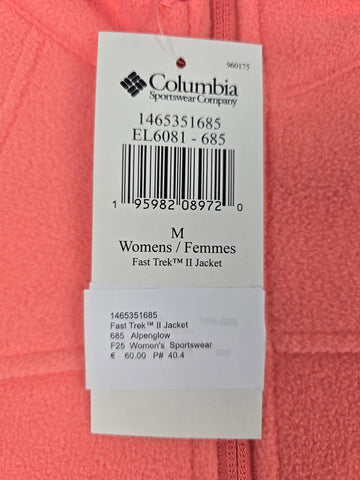 960175
Columbia
Sportswear Company
1465351685
EL6081 - 685
1 95982 08972 0
M
Womens / Femmes
Fast Trek™ II Jacket
1465351685
Fast Trek™ II Jacket
685 Alpenglow
F25 Women's Sportswear
€ 60.00 P# 40.4